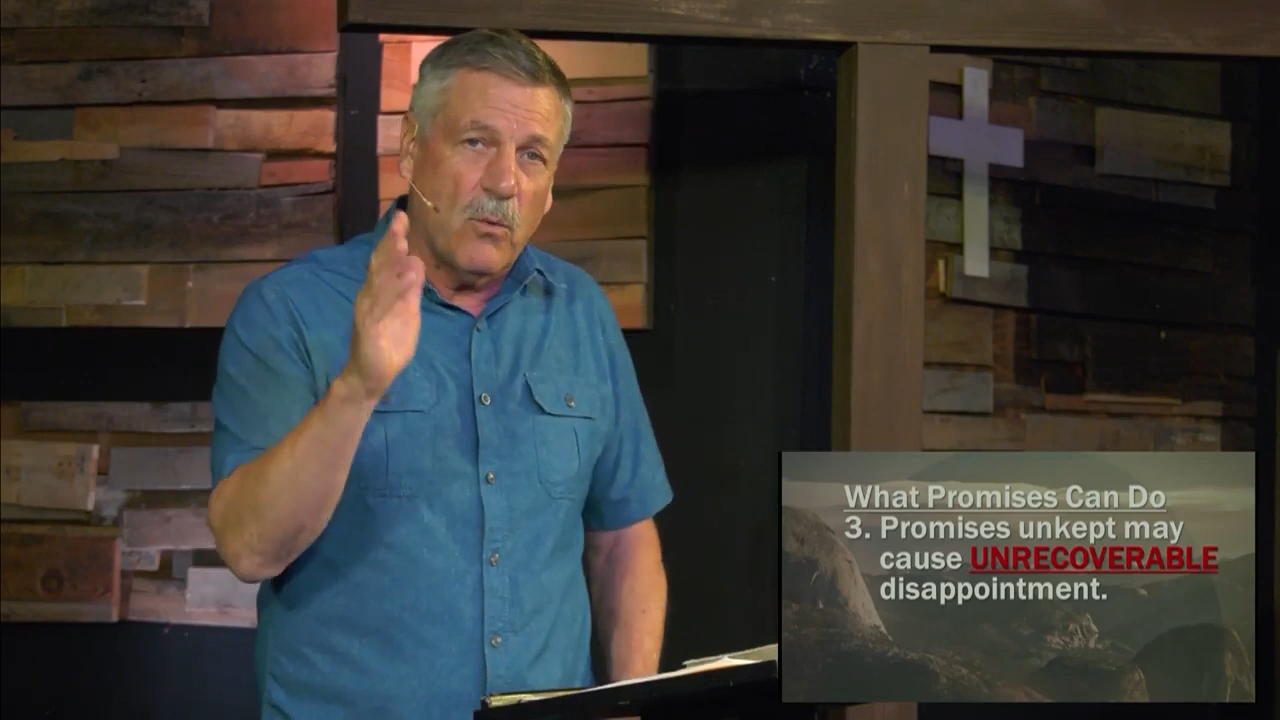 What Promises Can Do
3. Promises unkept may
cause UNRECOVERABLE
disappointment.